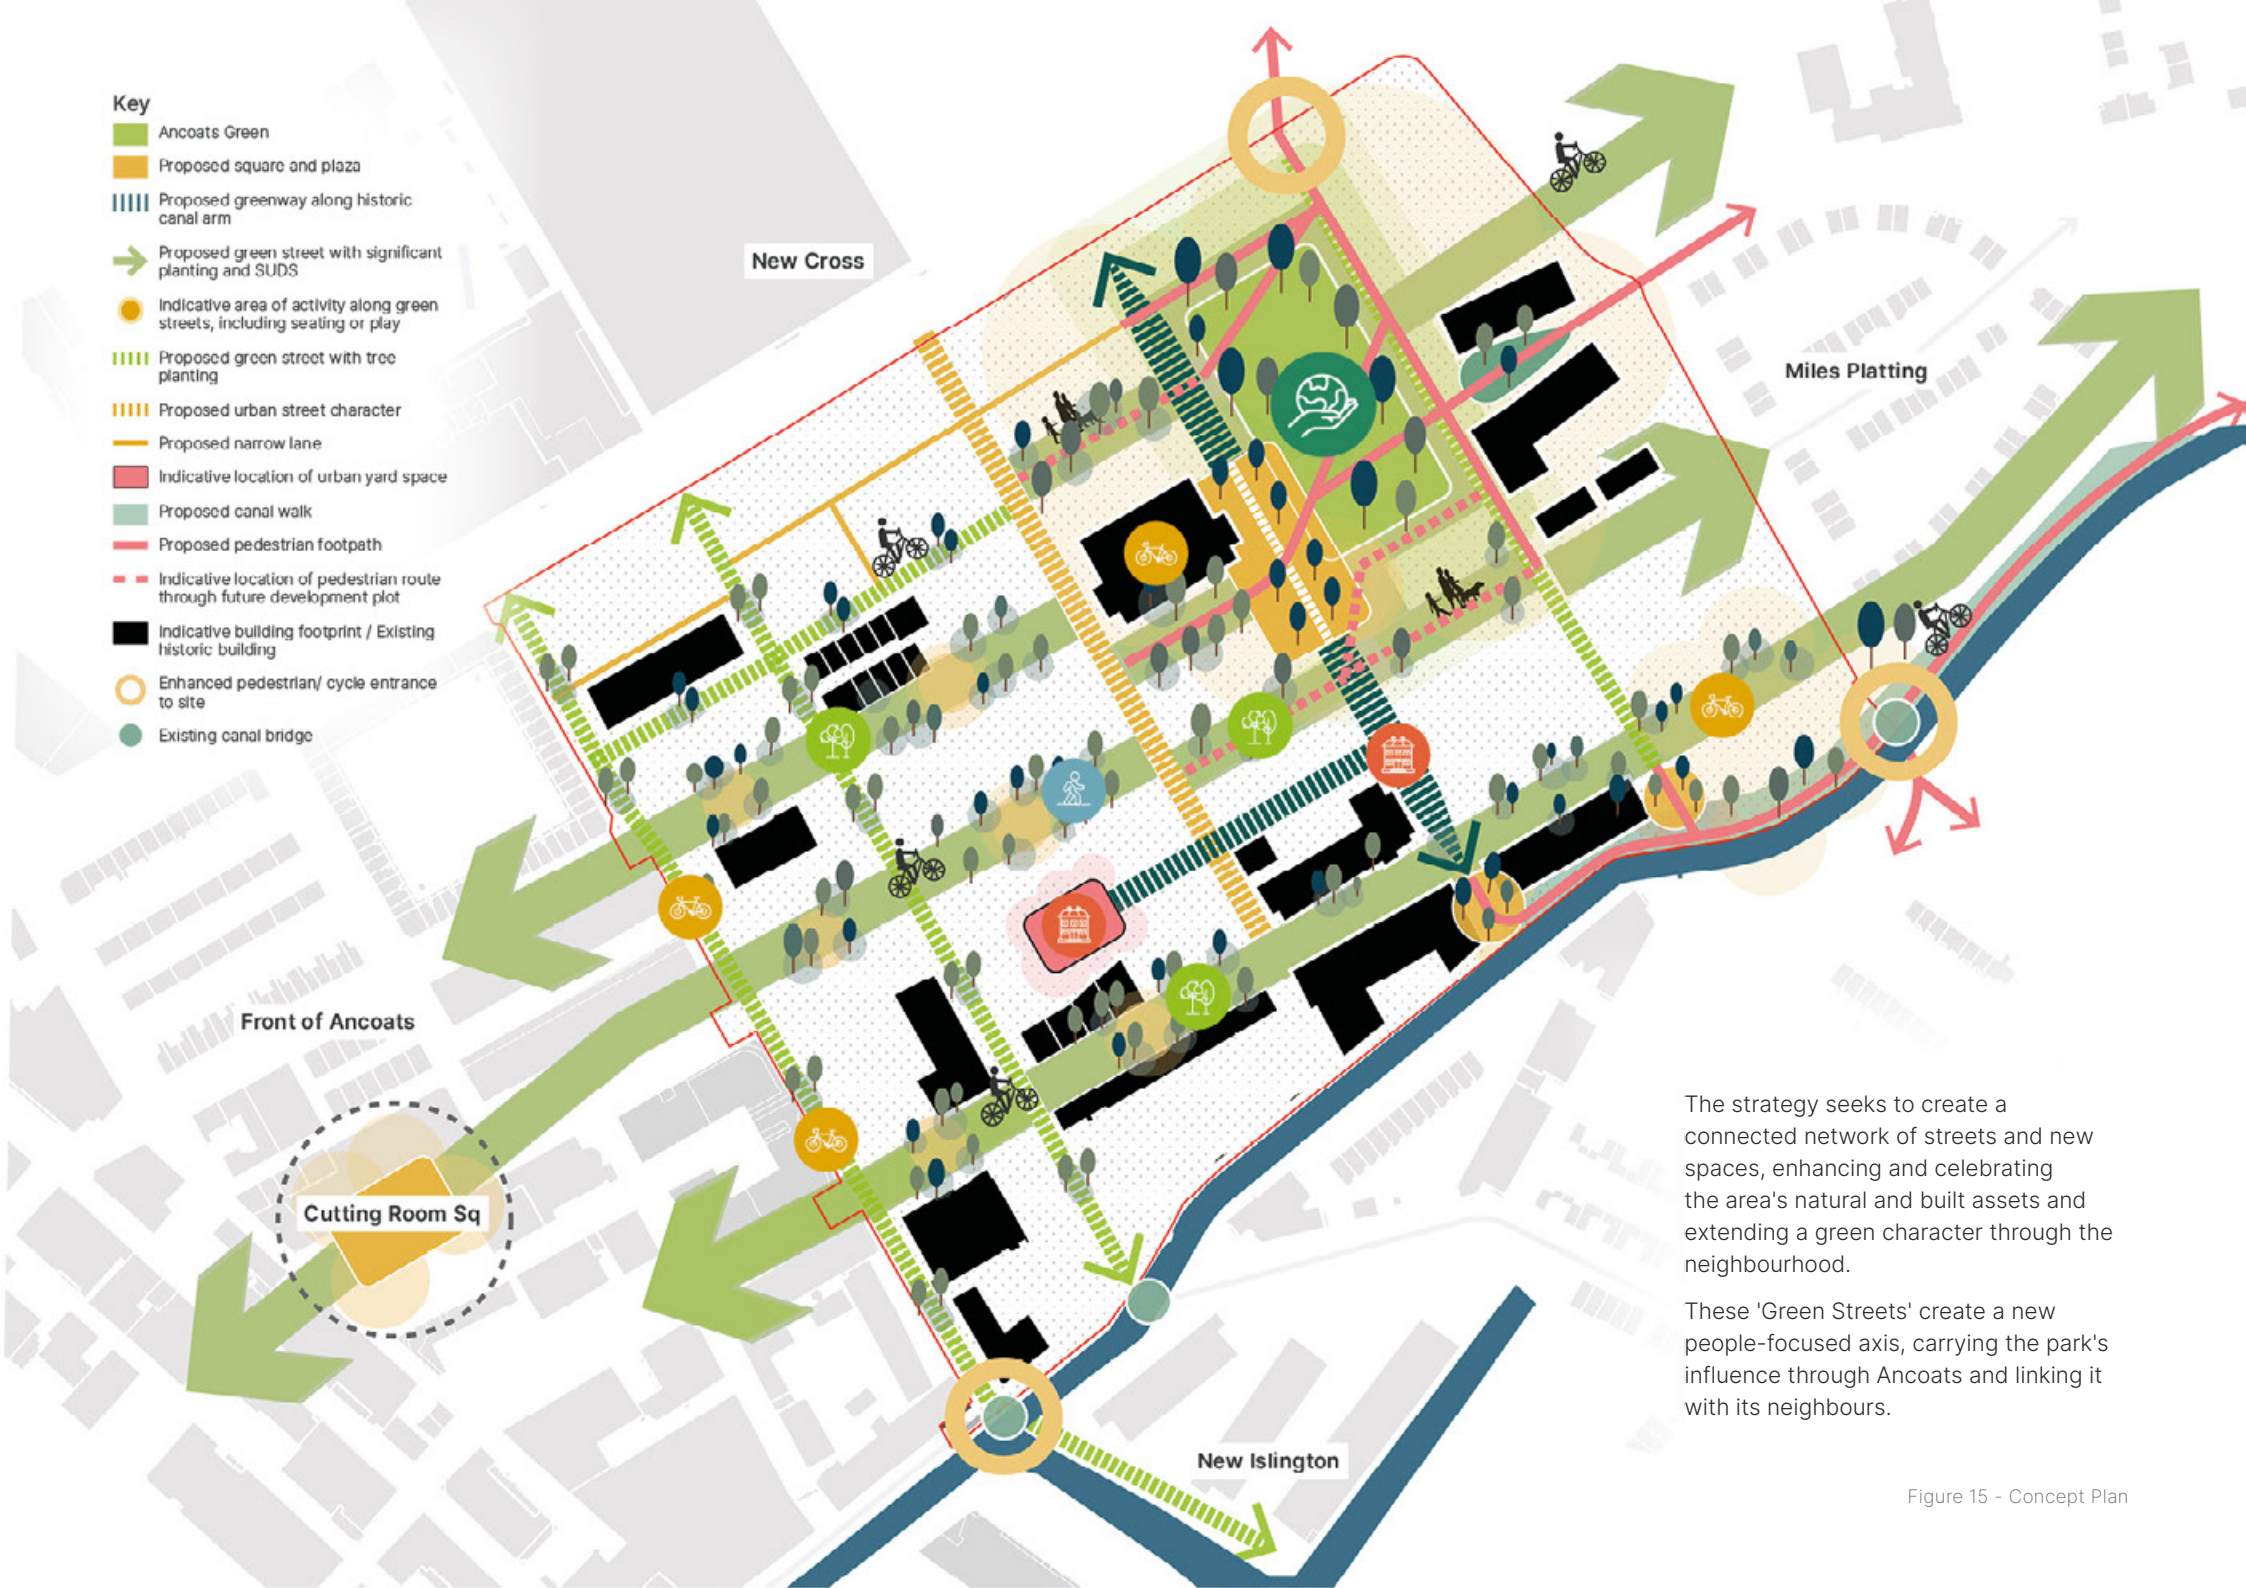 Key
Ancoats Green
Proposed square and plaza
Proposed greenway along historic
canal arm
Proposed green street with significant
planting and SUDS
Indicative area of activity along green
streets, including seating or play
Proposed green street with tree
planting
Proposed urban street character
Proposed narrow lane
Indicative location of urban yard space
Proposed canal walk
Proposed pedestrian footpath
Indicative location of pedestrian route
through future development plot
Indicative building footprint / Existing
historic building
Enhanced pedestrian/ cycle entrance
to site
Existing canal bridge
New Cross
Miles Platting
Front of Ancoats
Cutting Room Sq
New Islington
The strategy seeks to create a
connected network of streets and new
spaces, enhancing and celebrating
the area's natural and built assets and
extending a green character through the
neighbourhood.
These 'Green Streets' create a new
people-focused axis, carrying the park's
influence through Ancoats and linking it
with its neighbours.
Figure 15 - Concept Plan